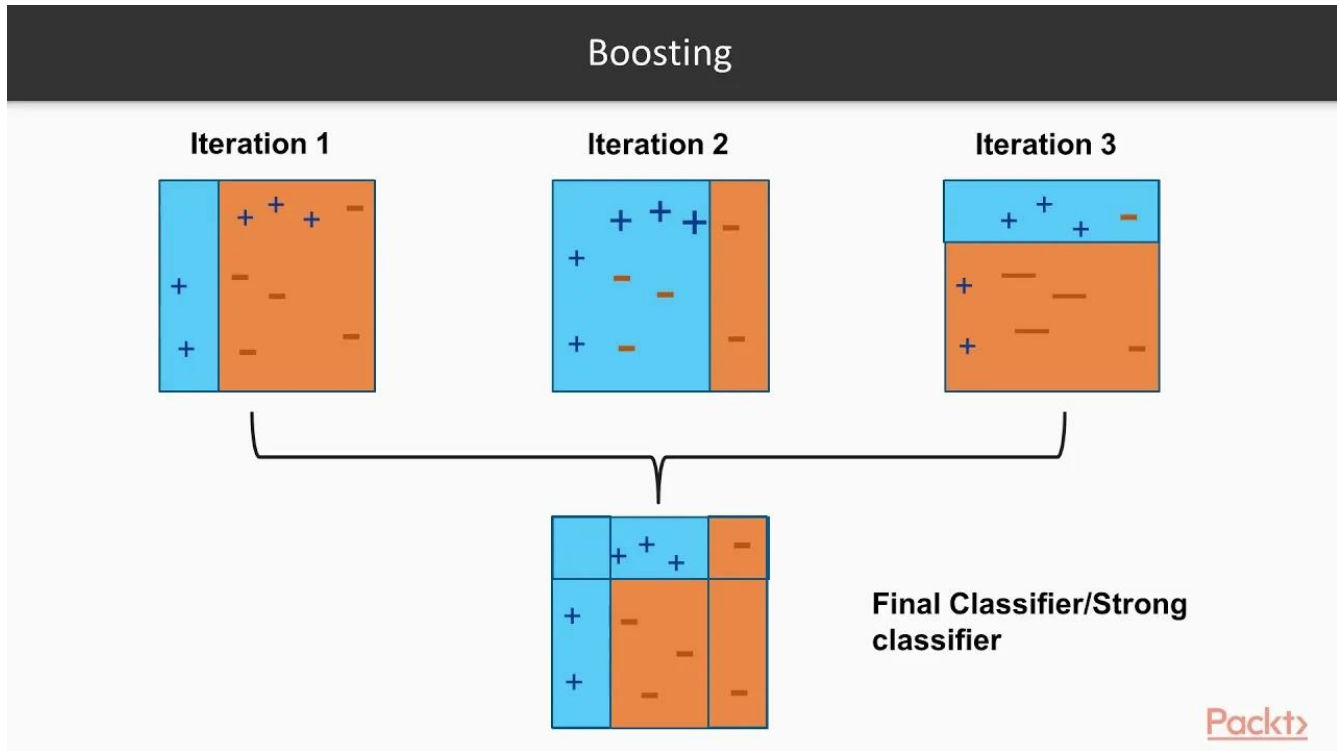 Boosting
Iteration 1
Iteration 2
Iteration 3
Final Classifier/Strong
classifier
Packt>